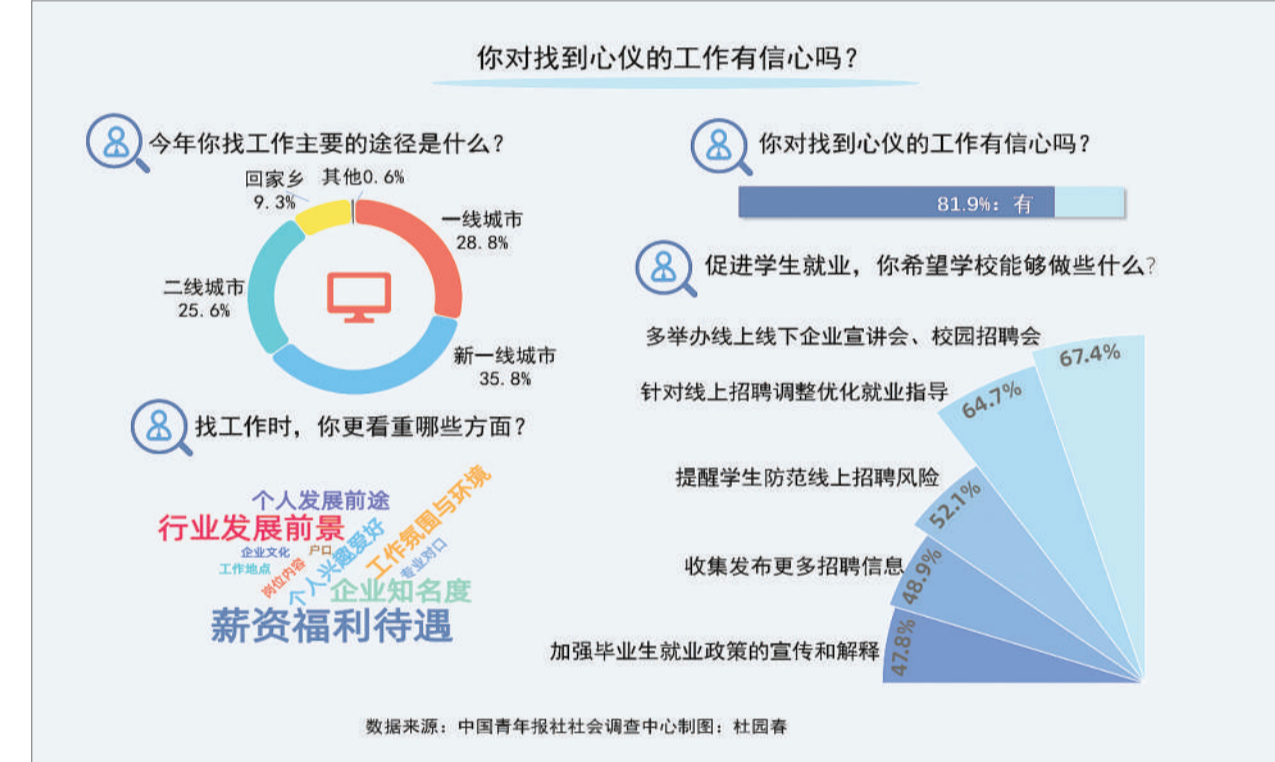 你对找到心仪的工作有信心吗？
今年你找工作主要的途径是什么？
回家乡
9.3%
其他0.6%
一线城市
28.8%
二线城市
25.6%
新一线城市
35.8%
找工作时，你更看重哪些方面？
个人发展前途
行业发展前景
企业文化
户口
工作地点
岗位内容
个人兴趣爱好
工作氛围与环境
专业对口
企业知名度
薪资福利待遇
你对找到心仪的工作有信心吗？
81.9%：有
促进学生就业，你希望学校能够做些什么？
多举办线上线下企业宣讲会、校园招聘会
67.4%
针对线上招聘调整优化就业指导
64.7%
提醒学生防范线上招聘风险
52.1%
收集发布更多招聘信息
48.9%
加强毕业生就业政策的宣传和解释
47.8%
数据来源：中国青年报社社会调查中心制图：杜园春